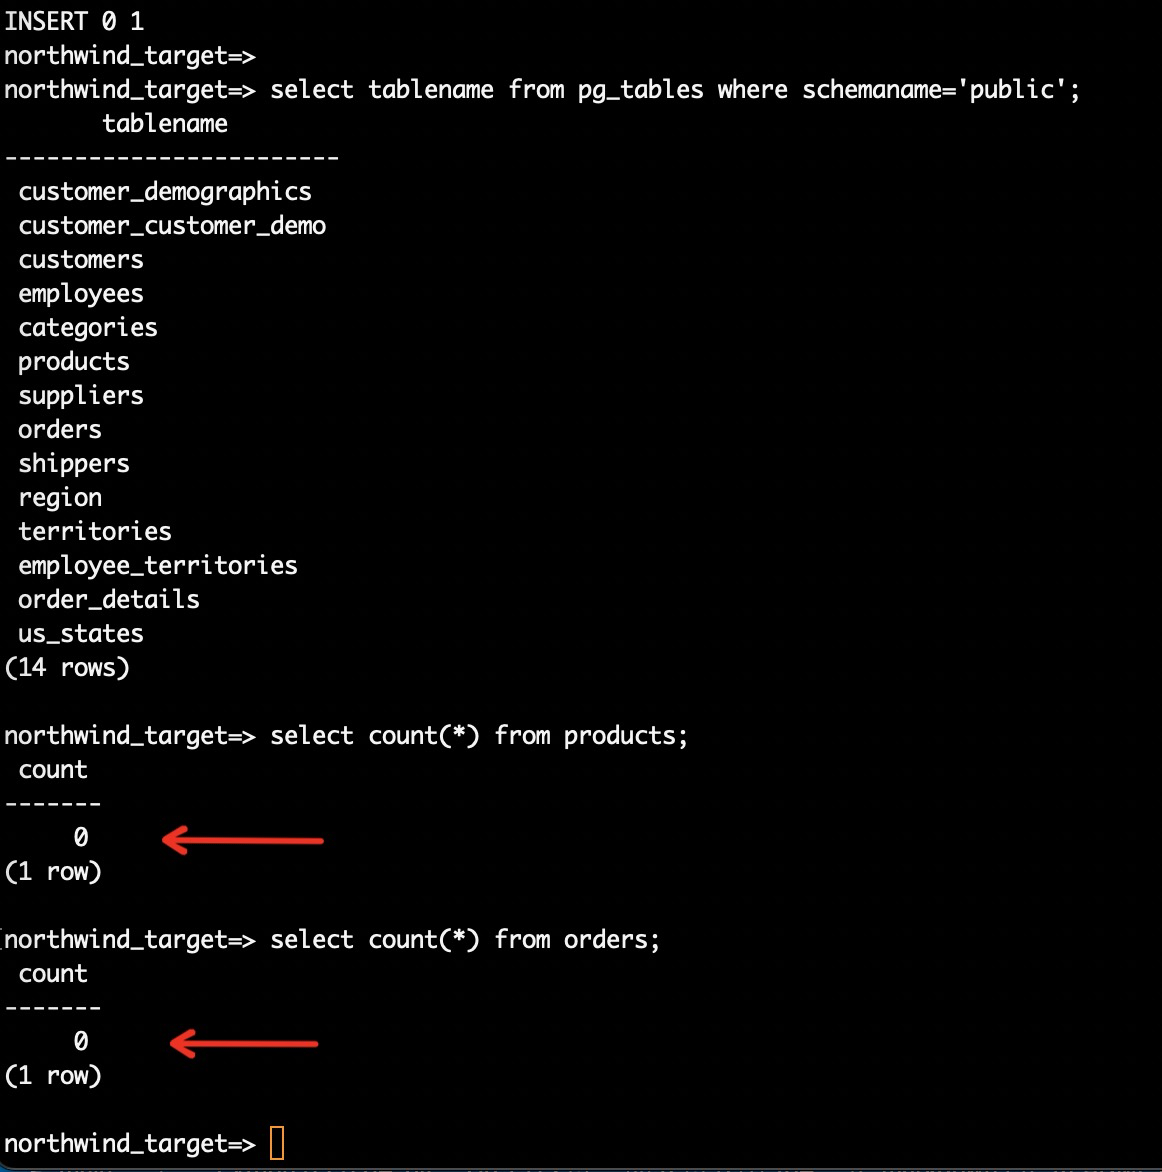 INSERT 0 1
northwind_target=>
northwind_target=> select tablename from pg_tables where schemaname='public';
tablename
------------------------
customer_demographics
customer_customer_demo
customers
employees
categories
products
suppliers
orders
shippers
region
territories
employee_territories
order_details
us_states
(14 rows)
northwind_target=> select count(*) from products;
count
-------
0
(1 row)
northwind_target=> select count(*) from orders;
count
-------
0
(1 row)
northwind_target=>